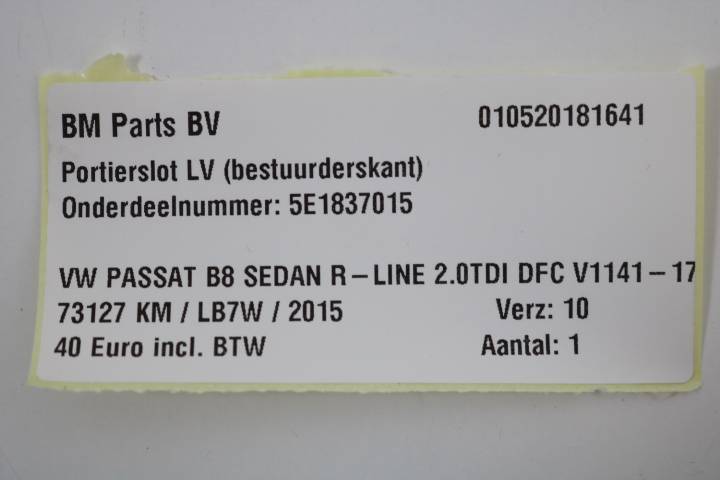 BM Parts BV 010520181641
Portierslot LV (bestuurderskant)
Onderdeelnummer: 5E1837015
VW PASSAT B8 SEDAN R-LINE 2.0TDI DFC V1141-17
73127 KM / LB7W / 2015 Verz: 10
40 Euro incl. BTW Aantal: 1